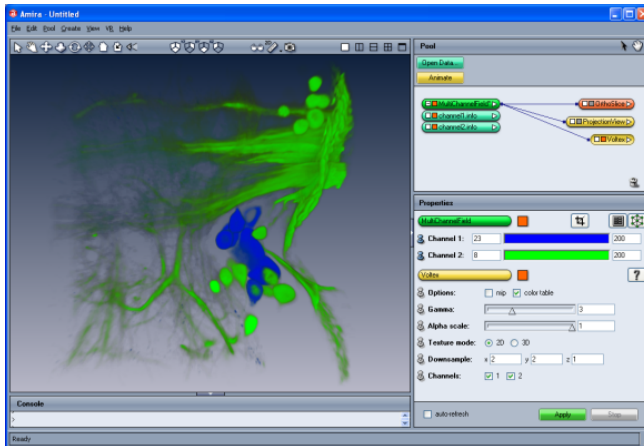 Amira - Untitled
File Edit Pool Create View VR Help
Pool
Open Data...
Animate
MultiChannelField
channel1.info
channel2.info
OrthoSlice
ProjectionView
Voltex
Properties
MultiChannelField
Channel 1: 23 200
Channel 2: 8 200
Voltex
?
Options: mip color table
Gamma: 3
Alpha scale: 1
Texture mode: 2D 3D
Downsample: x 2 y 2 z 1
Channels: 1 2
auto-refresh Apply Stop
Console
>
Ready